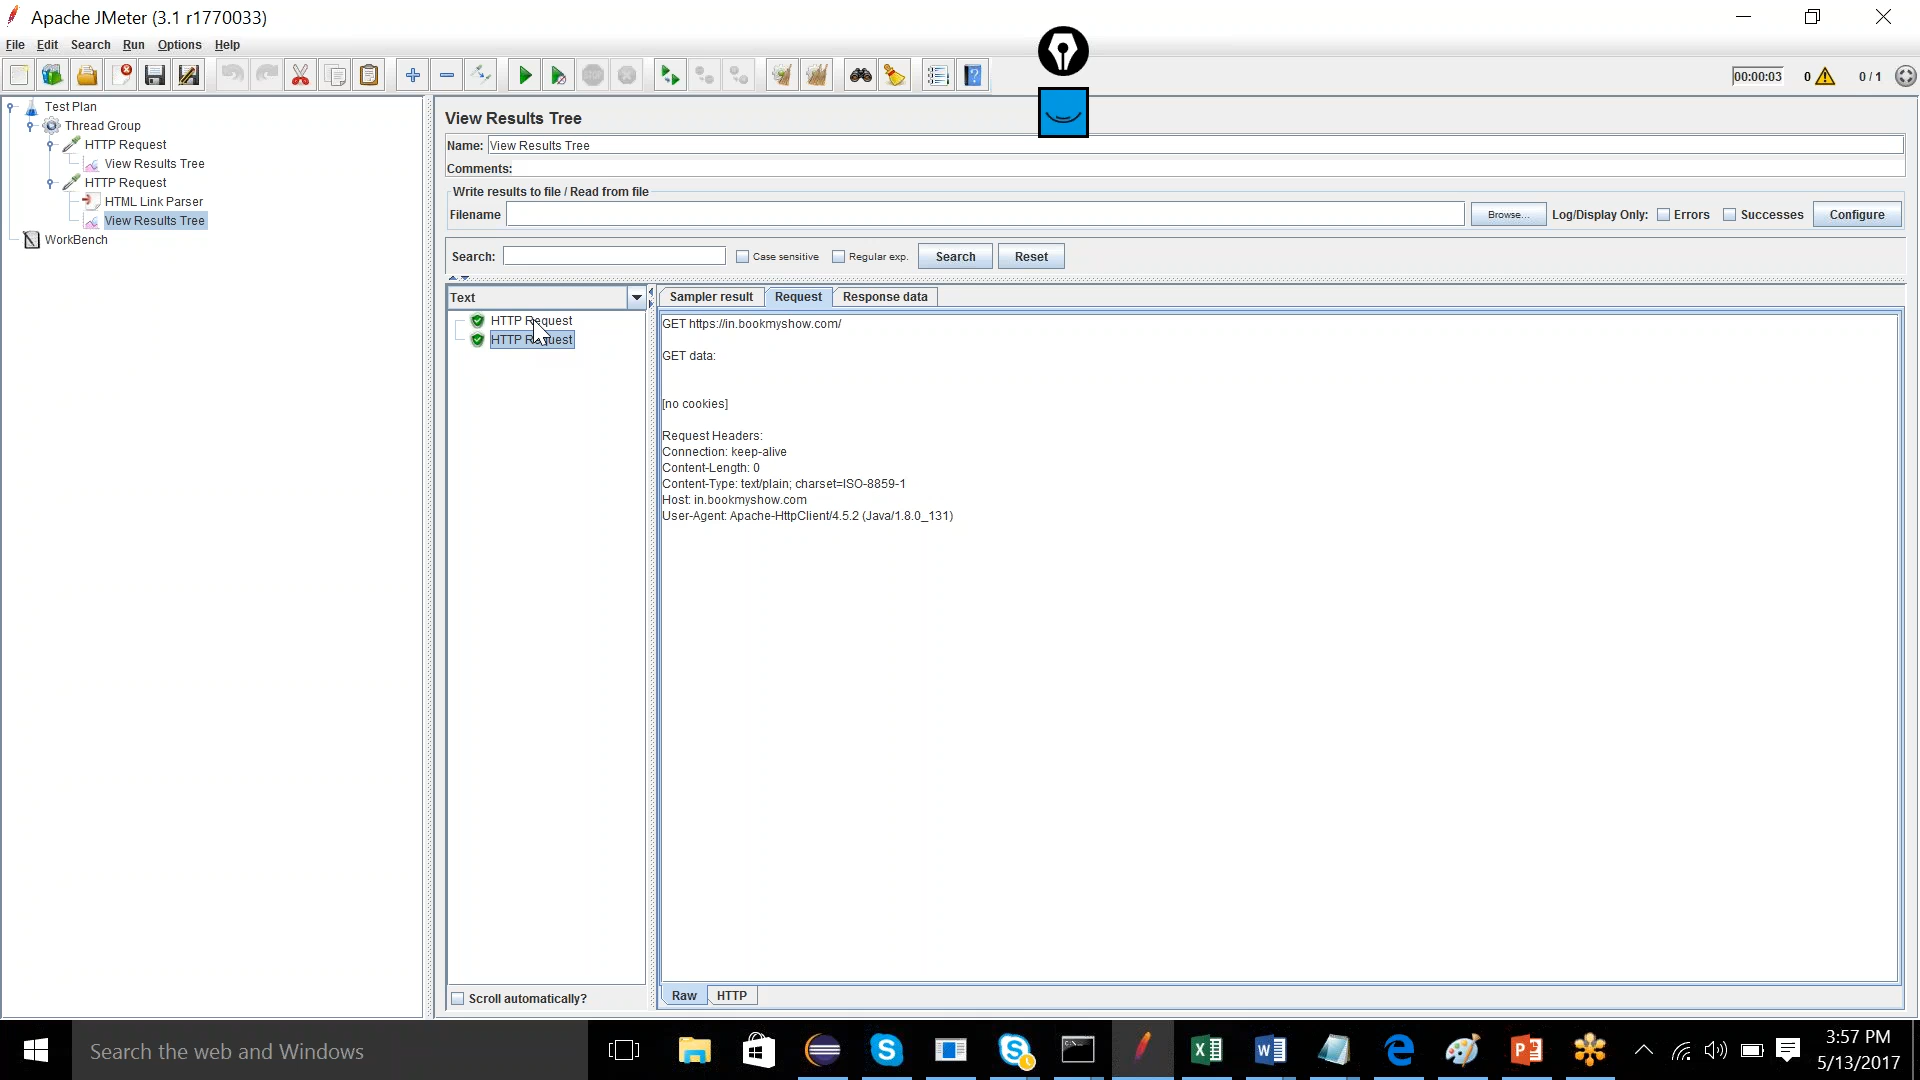 Apache JMeter (3.1 r1770033)
File Edit Search Run Options Help
00:00:03 0 0 / 1
Test Plan
Thread Group
HTTP Request
View Results Tree
HTTP Request
HTML Link Parser
View Results Tree
WorkBench
View Results Tree
Name: View Results Tree
Comments:
Write results to file / Read from file
Filename Browse... Log/Display Only: Errors Successes Configure
Search: Case sensitive Regular exp. Search Reset
Text
HTTP Request
HTTP Request
Scroll automatically?
Sampler result Request Response data
GET https://in.bookmyshow.com/
GET data:
[no cookies]
Request Headers:
Connection: keep-alive
Content-Length: 0
Content-Type: text/plain; charset=ISO-8859-1
Host: in.bookmyshow.com
User-Agent: Apache-HttpClient/4.5.2 (Java/1.8.0_131)
Raw HTTP
Search the web and Windows
3:57 PM
5/13/2017